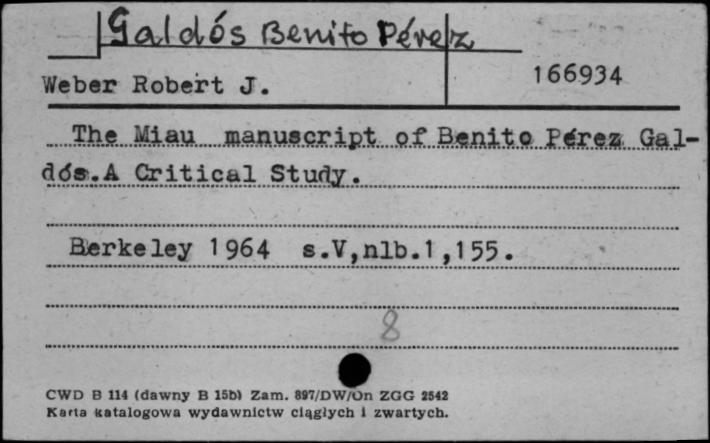 Galdós Benito Pérez
Weber Robert J.
166934
The Miau manuscript of Benito Pérez Gal-
dós.A Critical Study.
Berkeley 1964 s.V,nlb.1,155.
8
CWD B 114 (dawny B 15b) Zam. 897/DW/On ZGG 2542
Karta katalogowa wydawnictw ciągłych i zwartych.